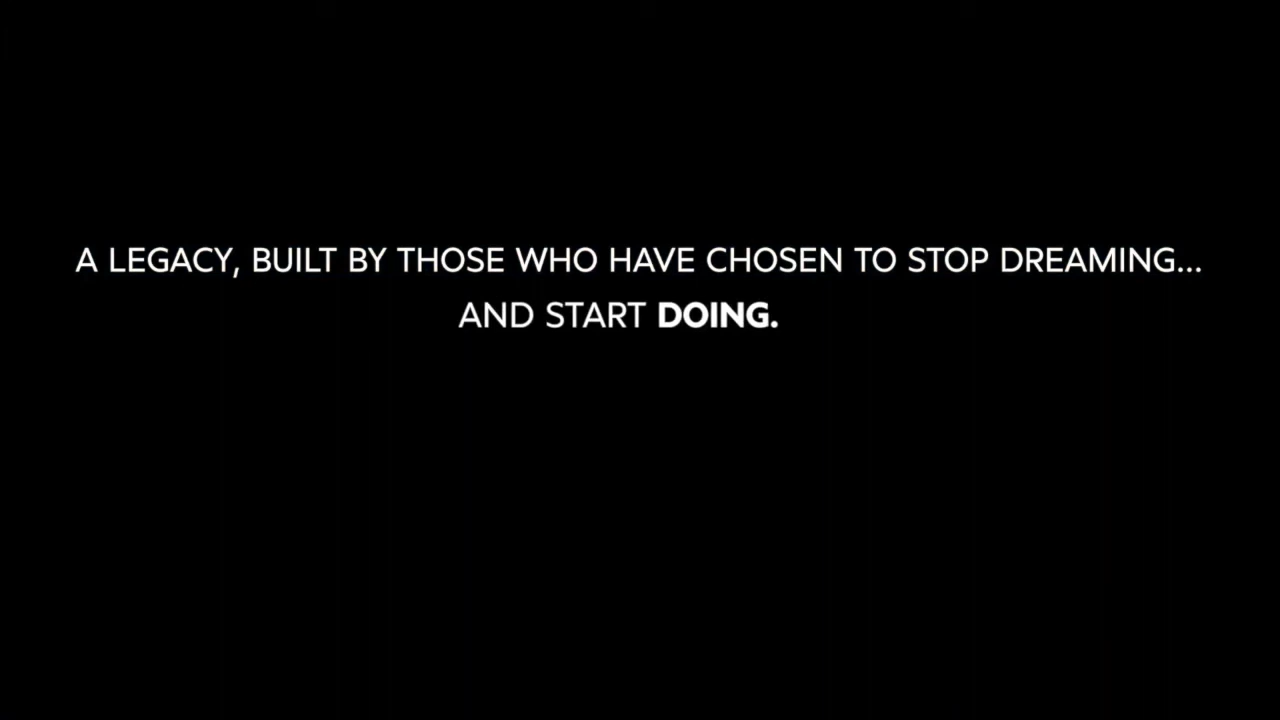 A LEGACY, BUILT BY THOSE WHO HAVE CHOSEN TO STOP DREAMING...
AND START DOING.